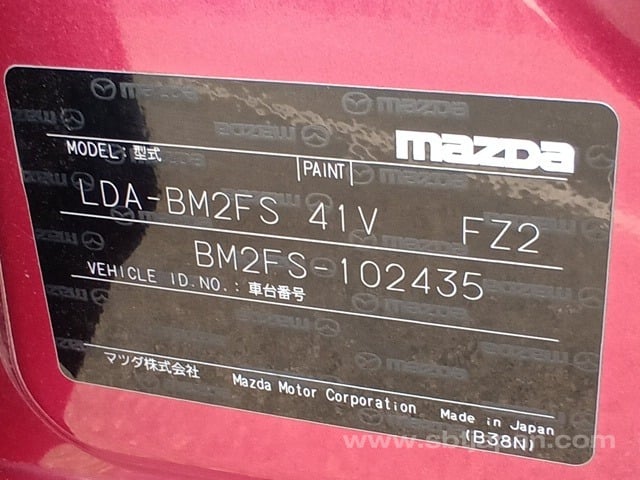 mazda
MODEL: 型式 PAINT
LDA-BM2FS 41V FZ2
BM2FS-102435
VEHICLE ID.NO.: 車台番号
マツダ株式会社 Mazda Motor Corporation Made in Japan
(B38N)
www.sbtjapan.com